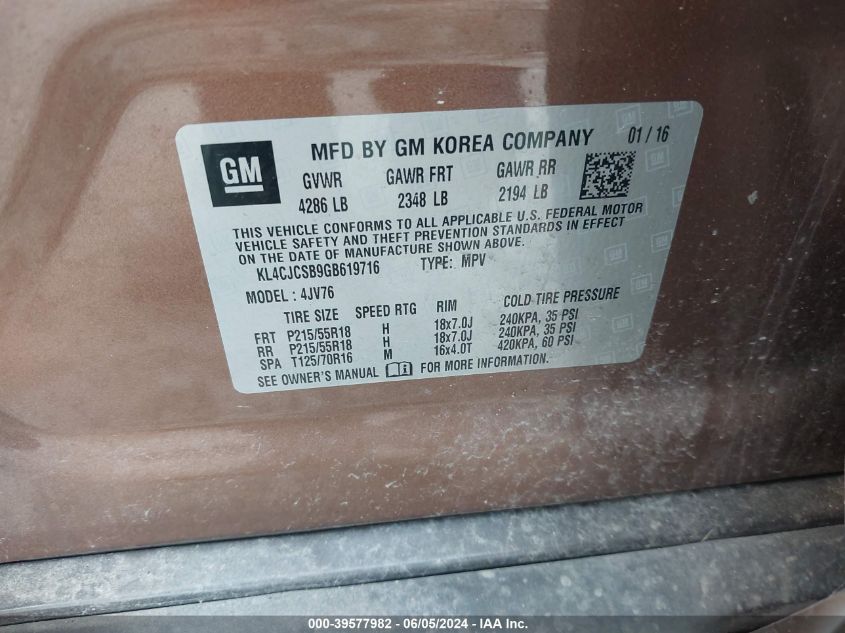 GM
MFD BY GM KOREA COMPANY 01 / 16
GVWR GAWR FRT GAWR RR
4286 LB 2348 LB 2194 LB
THIS VEHICLE CONFORMS TO ALL APPLICABLE U.S. FEDERAL MOTOR
VEHICLE SAFETY AND THEFT PREVENTION STANDARDS IN EFFECT
ON THE DATE OF MANUFACTURE SHOWN ABOVE.
KL4CJCSB9GB619716 TYPE: MPV
MODEL : 4JV76
TIRE SIZE SPEED RTG RIM COLD TIRE PRESSURE
FRT P215/55R18 H 18x7.0J 240KPA, 35 PSI
RR P215/55R18 H 18x7.0J 240KPA, 35 PSI
SPA T125/70R16 M 16x4.0T 420KPA, 60 PSI
SEE OWNER'S MANUAL i FOR MORE INFORMATION.
000-39577982 - 06/05/2024 - IAA Inc.